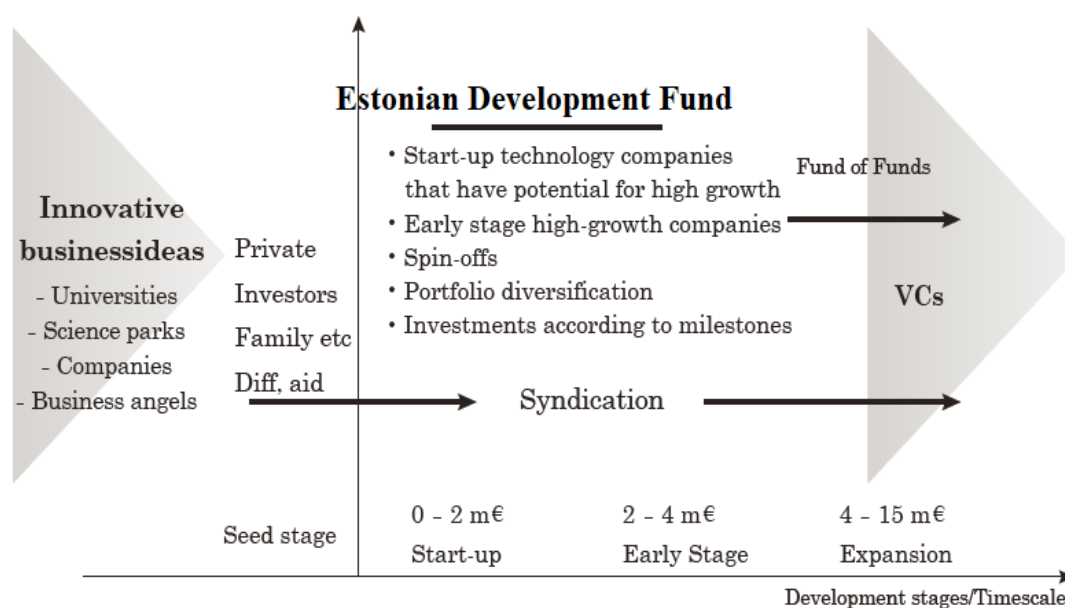 Estonian Development Fund
• Start-up technology companies
that have potential for high growth
• Early stage high-growth companies
• Spin-offs
• Portfolio diversification
• Investments according to milestones
Fund of Funds
VCs
Innovative
businessideas
- Universities
- Science parks
- Companies
- Business angels
Private
Investors
Family etc
Diff, aid
Syndication
Seed stage
0 – 2 m€
Start-up
2 – 4 m€
Early Stage
4 – 15 m€
Expansion
Development stages/Timescale